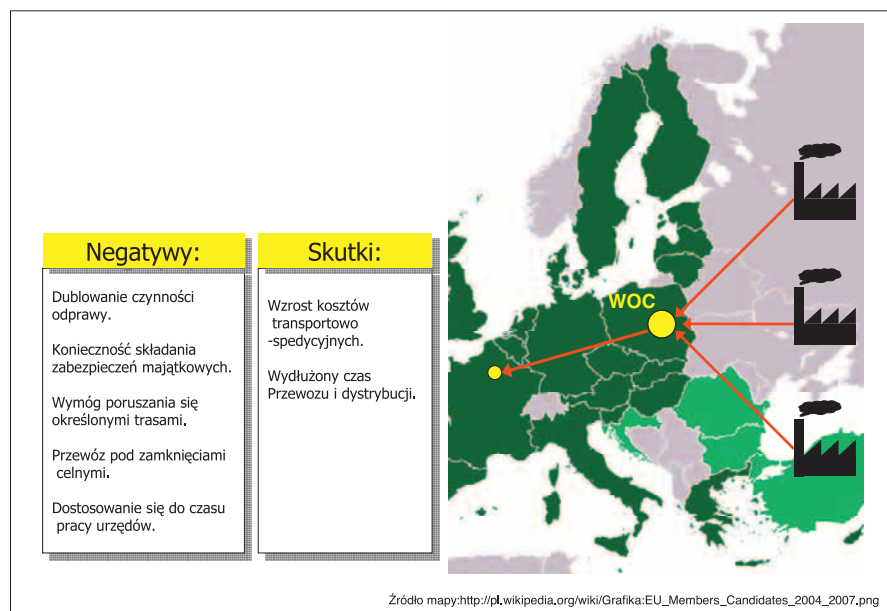 Negatywy:
Dublowanie czynności
odprawy.
Konieczność składania
zabezpieczeń majątkowych.
Wymóg poruszania się
określonymi trasami.
Przewóz pod zamknięciami
celnymi.
Dostosowanie się do czasu
pracy urzędów.
Skutki:
Wzrost kosztów
transportowo
-spedycyjnych.
Wydłużony czas
Przewozu i dystrybucji.
WOC
Źródło mapy:http://pl.wikipedia.org/wiki/Grafika:EU_Members_Candidates_2004_2007.png